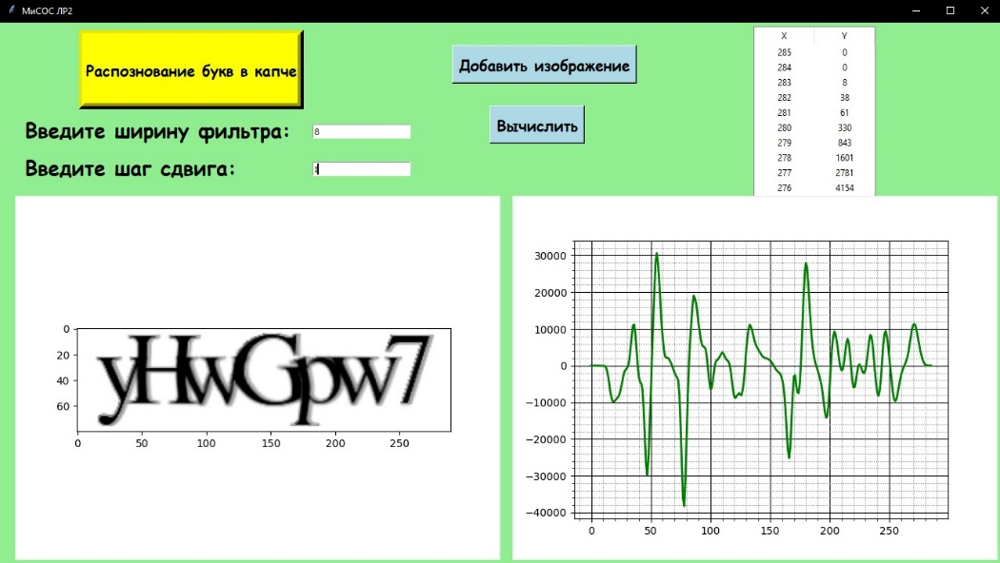 МиСОС ЛР2
Распознование букв в капче
Добавить изображение
Введите ширину фильтра: 8
Вычислить
Введите шаг сдвига:
X Y
285 0
284 0
283 8
282 38
281 61
280 330
279 843
278 1601
277 2781
276 4154
0
20
40
60
yHwGpw7
0 50 100 150 200 250
30000
20000
10000
0
−10000
−20000
−30000
−40000
0 50 100 150 200 250